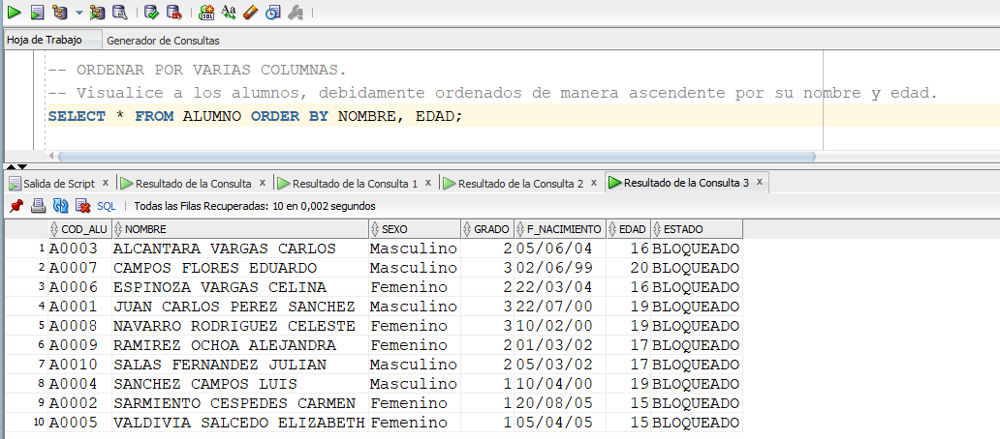 Hoja de Trabajo Generador de Consultas
-- ORDENAR POR VARIAS COLUMNAS.
-- Visualice a los alumnos, debidamente ordenados de manera ascendente por su nombre y edad.
SELECT * FROM ALUMNO ORDER BY NOMBRE, EDAD;
Salida de Script x Resultado de la Consulta x Resultado de la Consulta 1 x Resultado de la Consulta 2 x Resultado de la Consulta 3 x
SQL | Todas las Filas Recuperadas: 10 en 0,002 segundos
COD_ALU NOMBRE SEXO GRADO F_NACIMIENTO EDAD ESTADO
1 A0003 ALCANTARA VARGAS CARLOS Masculino 2 05/06/04 16 BLOQUEADO
2 A0007 CAMPOS FLORES EDUARDO Masculino 3 02/06/99 20 BLOQUEADO
3 A0006 ESPINOZA VARGAS CELINA Femenino 2 22/03/04 16 BLOQUEADO
4 A0001 JUAN CARLOS PEREZ SANCHEZ Masculino 3 22/07/00 19 BLOQUEADO
5 A0008 NAVARRO RODRIGUEZ CELESTE Femenino 3 10/02/00 19 BLOQUEADO
6 A0009 RAMIREZ OCHOA ALEJANDRA Femenino 2 01/03/02 17 BLOQUEADO
7 A0010 SALAS FERNANDEZ JULIAN Masculino 2 05/03/02 17 BLOQUEADO
8 A0004 SANCHEZ CAMPOS LUIS Masculino 1 10/04/00 19 BLOQUEADO
9 A0002 SARMIENTO CESPEDES CARMEN Femenino 1 20/08/05 15 BLOQUEADO
10 A0005 VALDIVIA SALCEDO ELIZABETH Femenino 1 05/04/05 15 BLOQUEADO